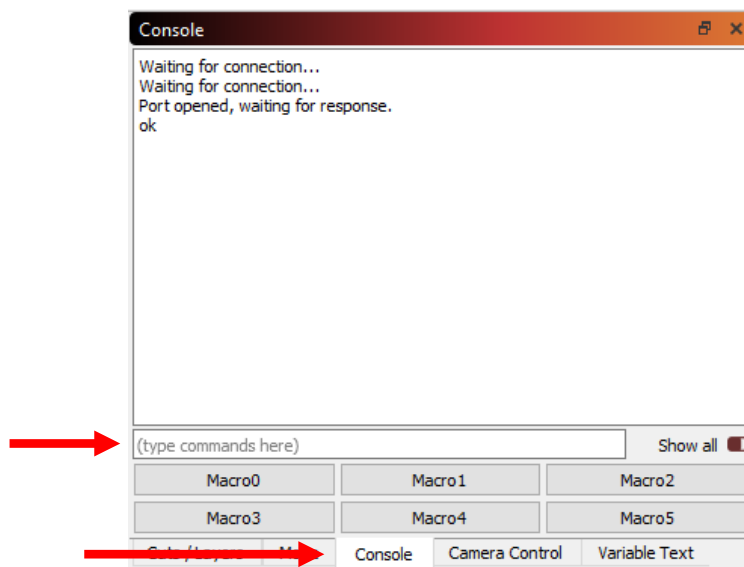 Console
Waiting for connection...
Waiting for connection...
Port opened, waiting for response.
ok
(type commands here)
Show all
Macro0 Macro1 Macro2
Macro3 Macro4 Macro5
Console Camera Control Variable Text